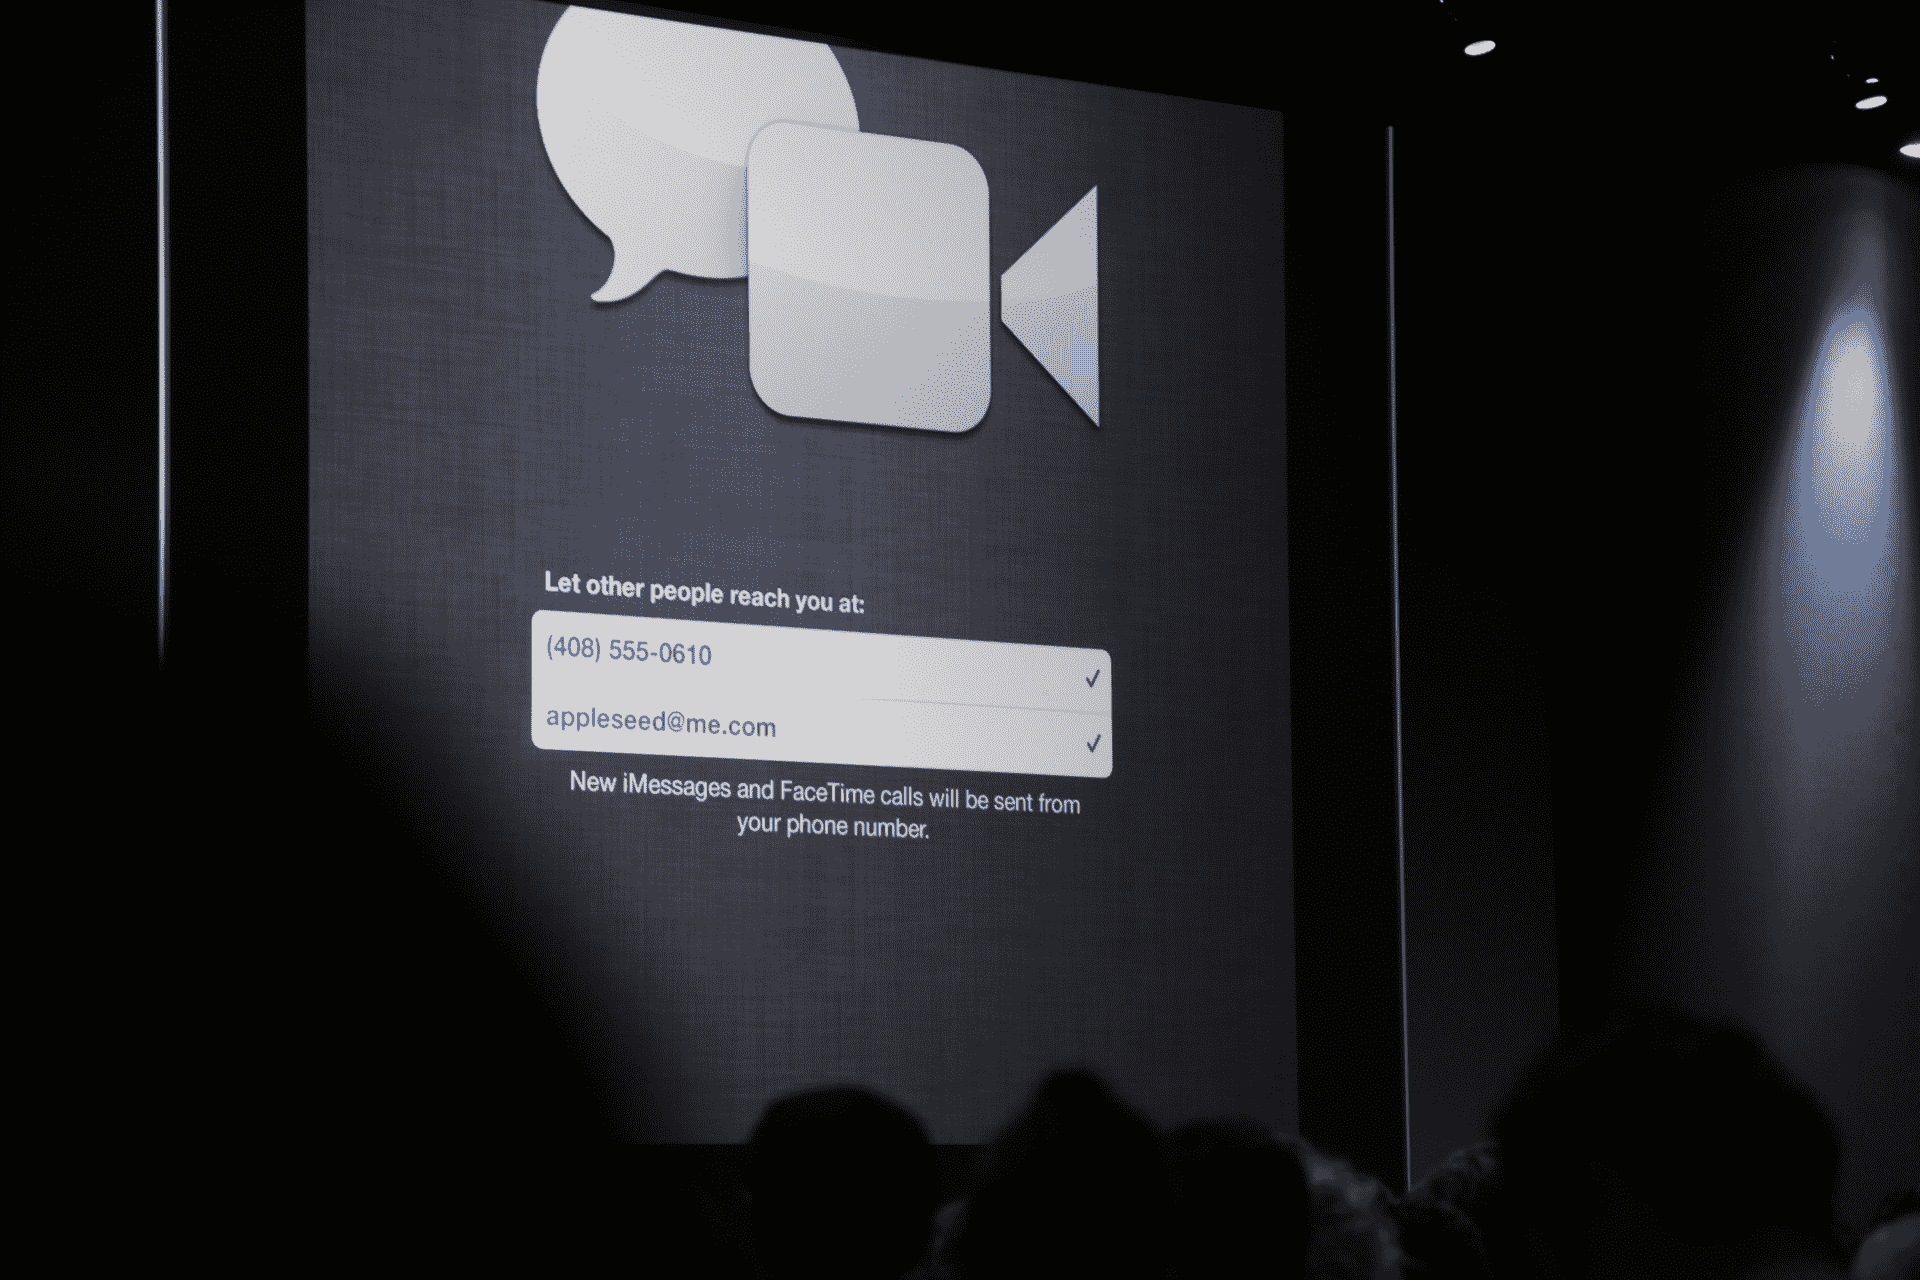 Let other people reach you at:
(408) 555-0610
appleseed@me.com
New iMessages and FaceTime calls will be sent from
your phone number.